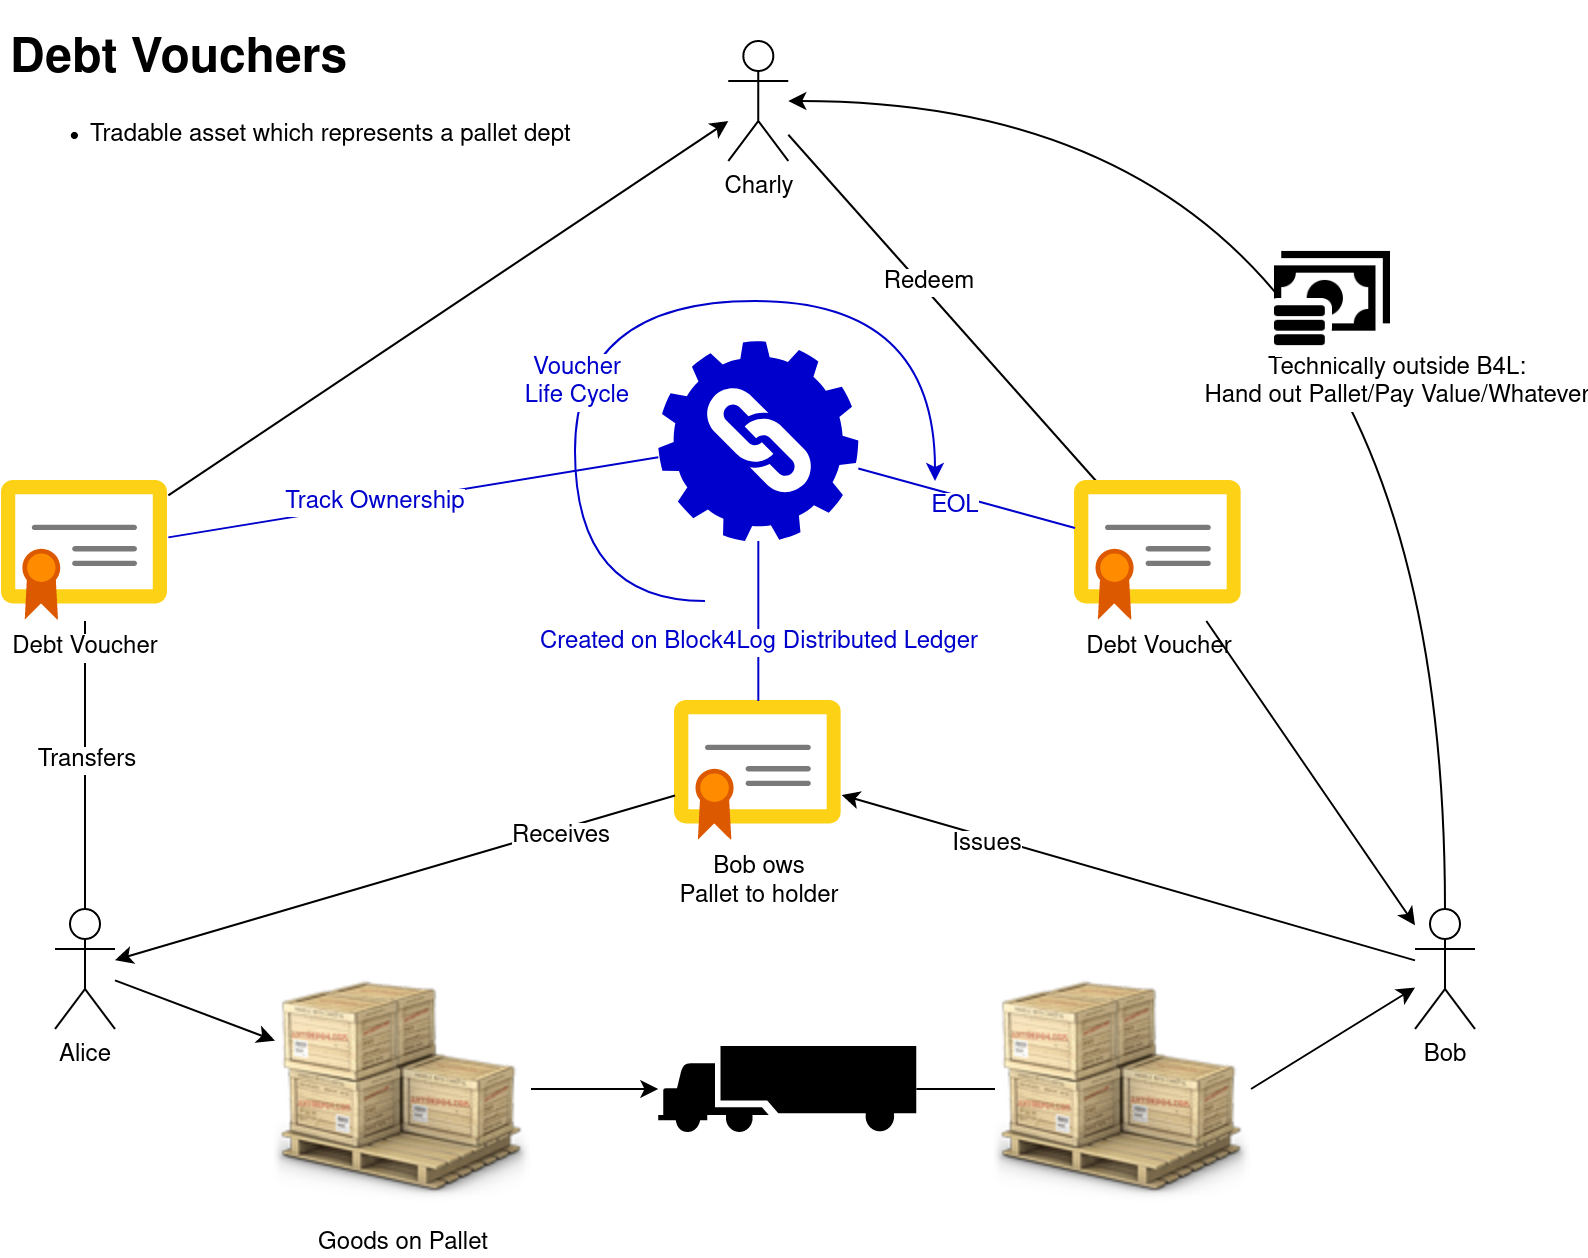 Debt Vouchers
Tradable asset which represents a pallet dept
Charly
Redeem
Technically outside B4L:
Hand out Pallet/Pay Value/Whatever
Voucher
Life Cycle
Track Ownership
EOL
Debt Voucher
Created on Block4Log Distributed Ledger
Debt Voucher
Transfers
Receives
Issues
Bob ows
Pallet to holder
Alice
Bob
Goods on Pallet